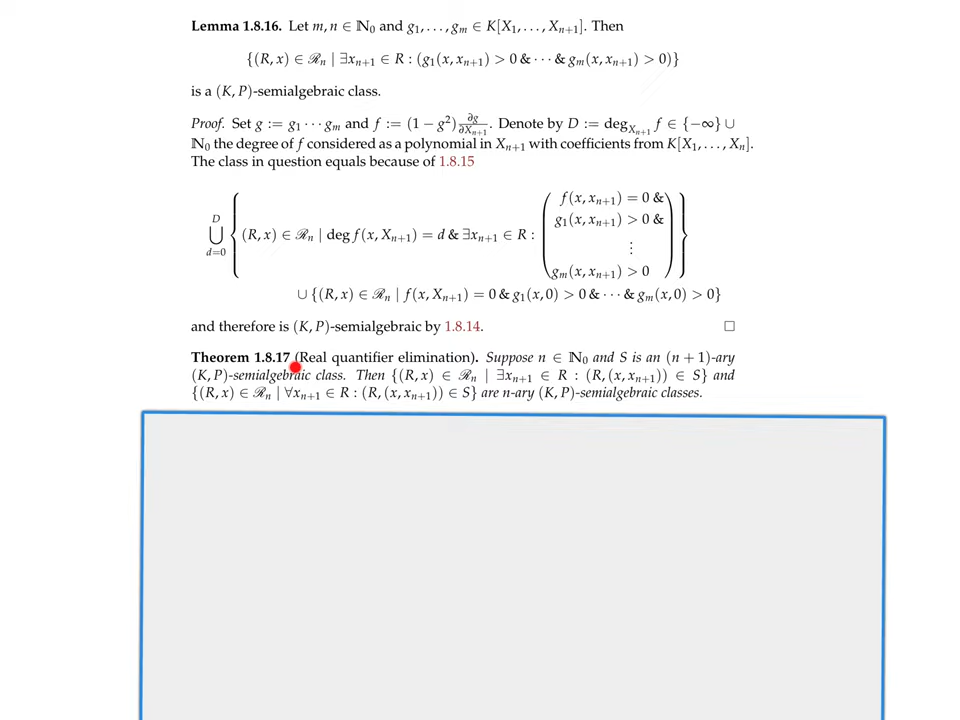 Lemma 1.8.16. Let m, n ∈ ℕ₀ and g₁, . . . , gₘ ∈ K[X₁, . . . , Xₙ₊₁]. Then
{(R, x) ∈ ℛₙ | ∃xₙ₊₁ ∈ R : (g₁(x, xₙ₊₁) > 0 & · · · & gₘ(x, xₙ₊₁) > 0)}
is a (K, P)-semialgebraic class.
Proof. Set g := g₁ · · · gₘ and f := (1 − g²) ∂g/∂Xₙ₊₁. Denote by D := deg_{Xₙ₊₁} f ∈ {−∞} ∪
ℕ₀ the degree of f considered as a polynomial in Xₙ₊₁ with coefficients from K[X₁, . . . , Xₙ].
The class in question equals because of 1.8.15
⋃_{d=0}^{D} { (R, x) ∈ ℛₙ | deg f(x, Xₙ₊₁) = d & ∃xₙ₊₁ ∈ R : ( f(x, xₙ₊₁) = 0 &
g₁(x, xₙ₊₁) > 0 &
⋮
gₘ(x, xₙ₊₁) > 0 ) }
∪ {(R, x) ∈ ℛₙ | f(x, Xₙ₊₁) = 0 & g₁(x, 0) > 0 & · · · & gₘ(x, 0) > 0}
and therefore is (K, P)-semialgebraic by 1.8.14. □
Theorem 1.8.17 (Real quantifier elimination). Suppose n ∈ ℕ₀ and S is an (n + 1)-ary
(K, P)-semialgebraic class. Then {(R, x) ∈ ℛₙ | ∃xₙ₊₁ ∈ R : (R, (x, xₙ₊₁)) ∈ S} and
{(R, x) ∈ ℛₙ | ∀xₙ₊₁ ∈ R : (R, (x, xₙ₊₁)) ∈ S} are n-ary (K, P)-semialgebraic classes.